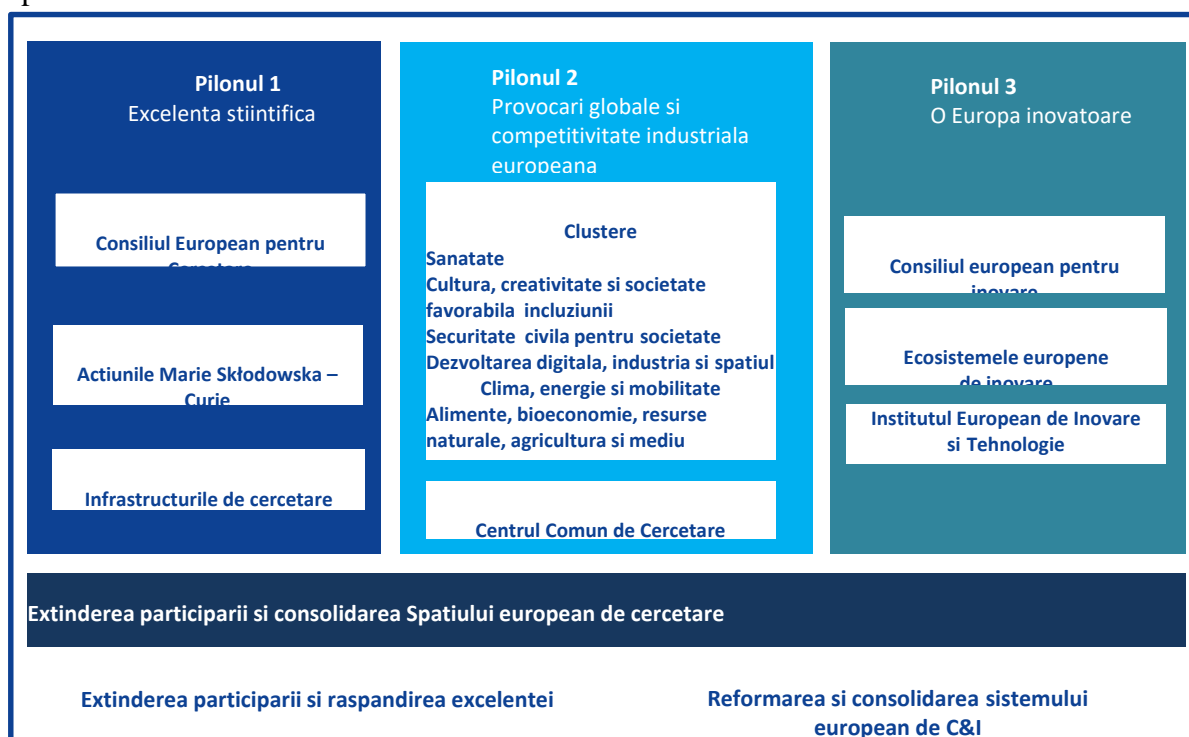 Pilonul 1
Excelenta stiintifica
Consiliul European pentru
Actiunile Marie Skłodowska –
Curie
Infrastructurile de cercetare
Pilonul 2
Provocari globale si
competitivitate industriala
europeana
Clustere
Sanatate
Cultura, creativitate si societate
favorabila incluziunii
Securitate civila pentru societate
Dezvoltarea digitala, industria si spatiul
Clima, energie si mobilitate
Alimente, bioeconomie, resurse
naturale, agricultura si mediu
Centrul Comun de Cercetare
Pilonul 3
O Europa inovatoare
Consiliul european pentru
inovare
Ecosistemele europene
de inovare
Institutul European de Inovare
si Tehnologie
Extinderea participarii si consolidarea Spatiului european de cercetare
Extinderea participarii si raspandirea excelentei
Reformarea si consolidarea sistemului
european de C&I